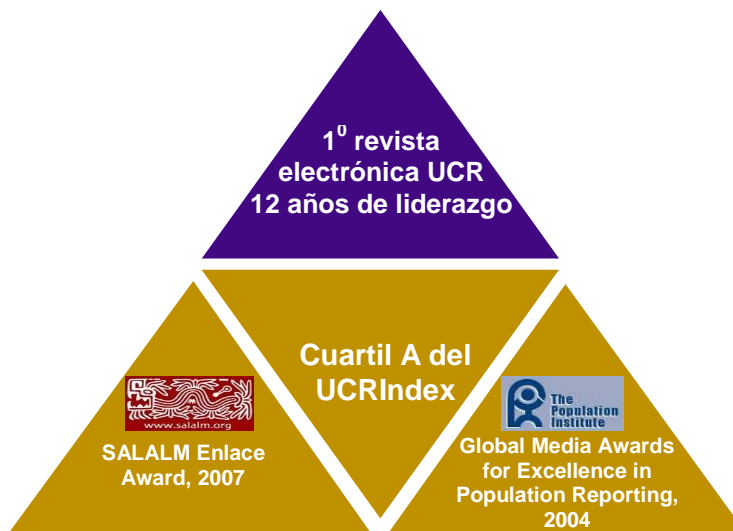 1⁰ revista
electrónica UCR
12 años de liderazgo
Cuartil A del
UCRIndex
www.salalm.org
SALALM Enlace
Award, 2007
The
Population
Institute
Global Media Awards
for Excellence in
Population Reporting,
2004